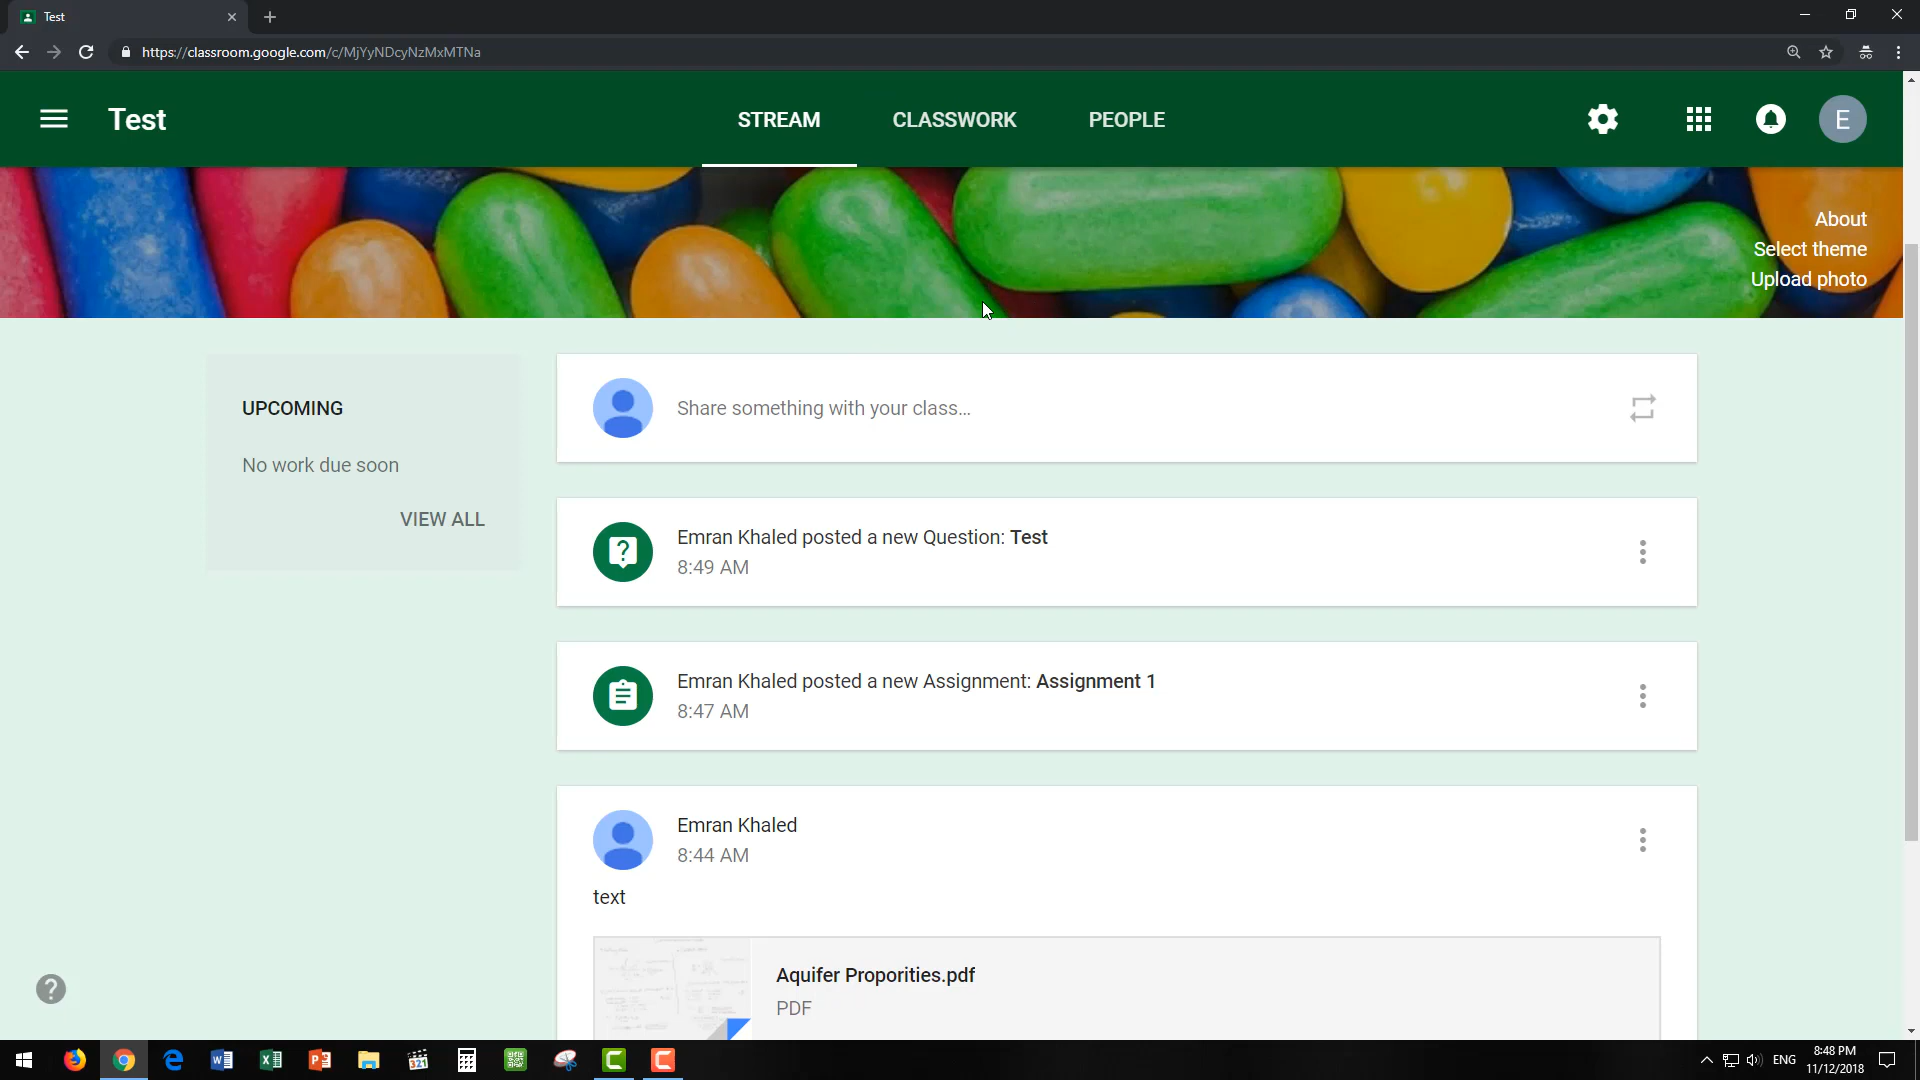 Test
https://classroom.google.com/c/MjYyNDcyNzMxMTNa
Test
STREAM
CLASSWORK
PEOPLE
E
About
Select theme
Upload photo
UPCOMING
No work due soon
VIEW ALL
Share something with your class...
Emran Khaled posted a new Question: Test
8:49 AM
Emran Khaled posted a new Assignment: Assignment 1
8:47 AM
Emran Khaled
8:44 AM
text
Aquifer Proporities.pdf
PDF
321
ENG
8:48 PM
11/12/2018